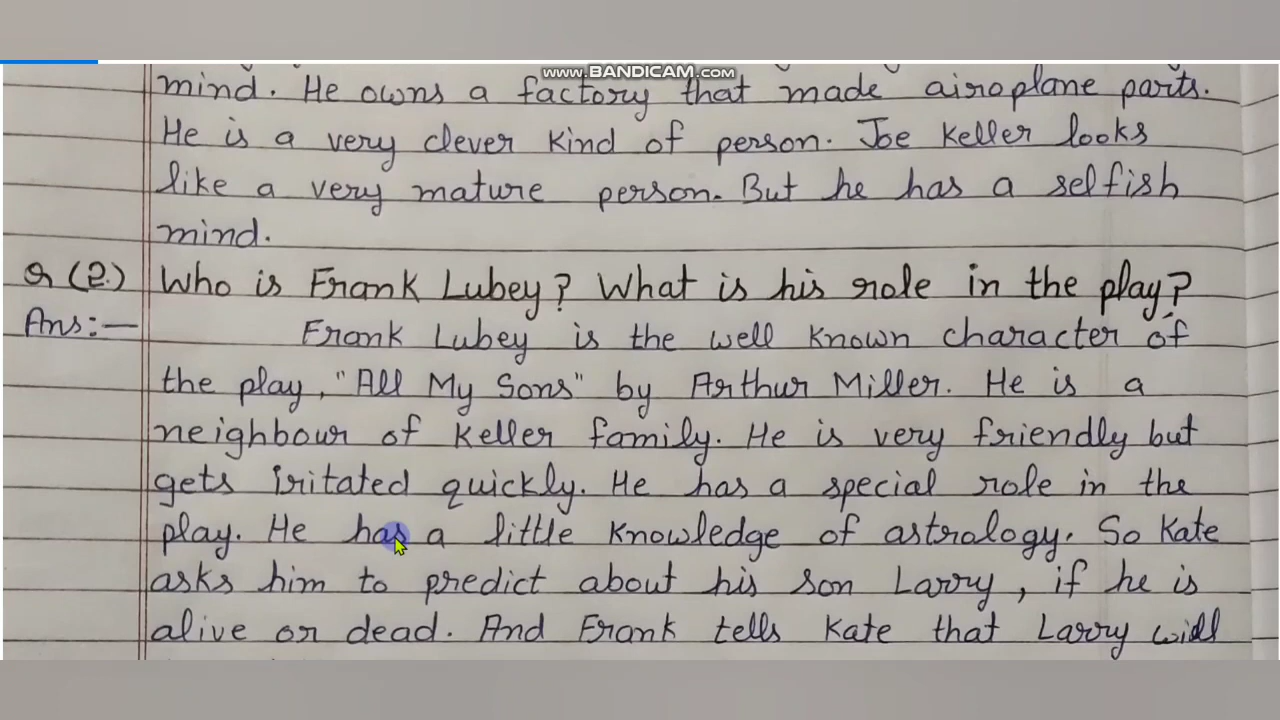 www.BANDICAM.com
mind. He owns a factory that made airoplane parts.
He is a very clever kind of person. Joe Keller looks
like a very mature person. But he has a selfish
mind.
Q (2.) Who is Frank Lubey? What is his role in the play?
Ans:— Frank Lubey is the well known character of
the play, "All My Sons" by Arthur Miller. He is a
neighbour of Keller family. He is very friendly but
gets irritated quickly. He has a special role in the
play. He has a little knowledge of astrology. So Kate
asks him to predict about his son Larry, if he is
alive or dead. And Frank tells Kate that Larry will